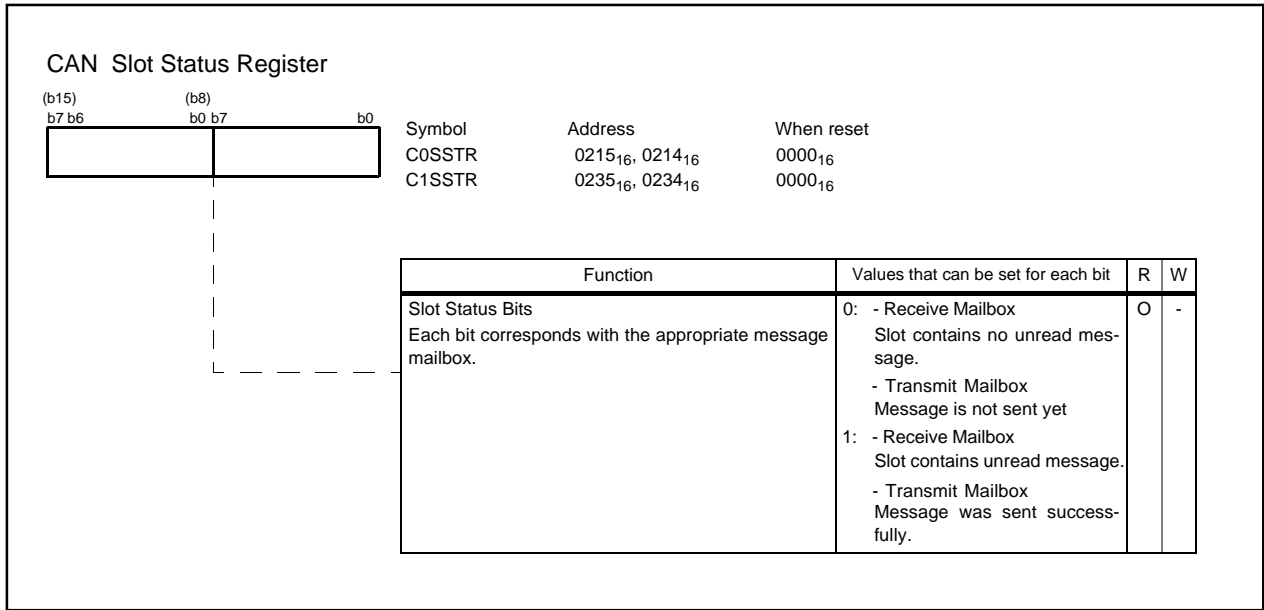 CAN Slot Status Register
(b15) (b8)
b7 b6 b0 b7 b0
Symbol Address When reset
C0SSTR 0215₁₆, 0214₁₆ 0000₁₆
C1SSTR 0235₁₆, 0234₁₆ 0000₁₆
Function Values that can be set for each bit R W
Slot Status Bits 0: - Receive Mailbox O -
Each bit corresponds with the appropriate message Slot contains no unread mes-
mailbox. sage.
- Transmit Mailbox
Message is not sent yet
1: - Receive Mailbox
Slot contains unread message.
- Transmit Mailbox
Message was sent success-
fully.